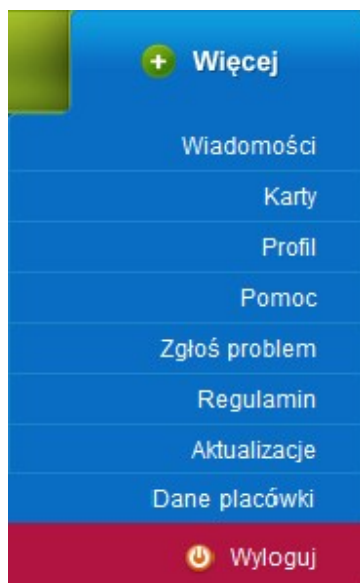 Więcej
Wiadomości
Karty
Profil
Pomoc
Zgłoś problem
Regulamin
Aktualizacje
Dane placówki
Wyloguj